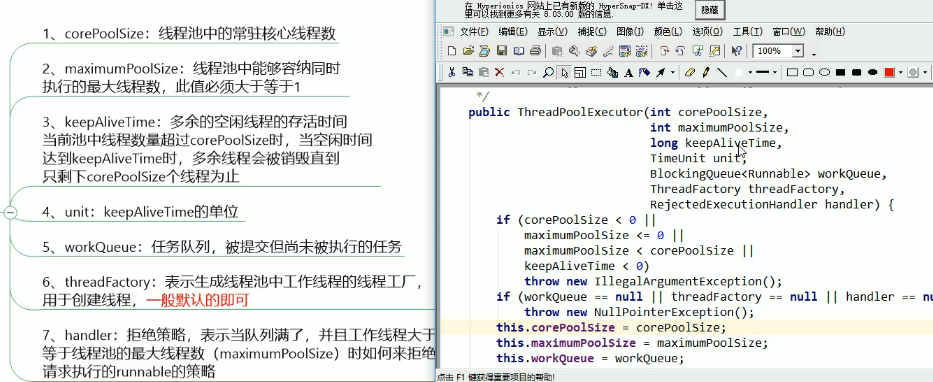 1、corePoolSize：线程池中的常驻核心线程数
2、maximumPoolSize：线程池中能够容纳同时
执行的最大线程数，此值必须大于等于1
3、keepAliveTime：多余的空闲线程的存活时间
当前池中线程数量超过corePoolSize时，当空闲时间
达到keepAliveTime时，多余线程会被销毁直到
只剩下corePoolSize个线程为止
4、unit：keepAliveTime的单位
5、workQueue：任务队列，被提交但尚未被执行的任务
6、threadFactory：表示生成线程池中工作线程的线程工厂，
用于创建线程，一般默认的即可
7、handler：拒绝策略，表示当队列满了，并且工作线程大于
等于线程池的最大线程数（maximumPoolSize）时如何来拒绝
请求执行的runnable的策略
在 Hyperionics 网站上已有新版的 HyperSnap-DX! 单击这
里可以找到更多有关 8.03.00 版的信息.
隐藏
文件(F) 编辑(E) 显示(V) 捕捉(C) 图像(I) 颜色(L) 选项(O) 工具(T) 窗口(W) 帮助(H)
100%
*/
public ThreadPoolExecutor(int corePoolSize,
int maximumPoolSize,
long keepAliveTime,
TimeUnit unit,
BlockingQueue<Runnable> workQueue,
ThreadFactory threadFactory,
RejectedExecutionHandler handler) {
if (corePoolSize < 0 ||
maximumPoolSize <= 0 ||
maximumPoolSize < corePoolSize ||
keepAliveTime < 0)
throw new IllegalArgumentException();
if (workQueue == null || threadFactory == null || handler == nu
throw new NullPointerException();
this.corePoolSize = corePoolSize;
this.maximumPoolSize = maximumPoolSize;
this.workQueue = workQueue;
点击 F1 键获得重要项目的帮助!